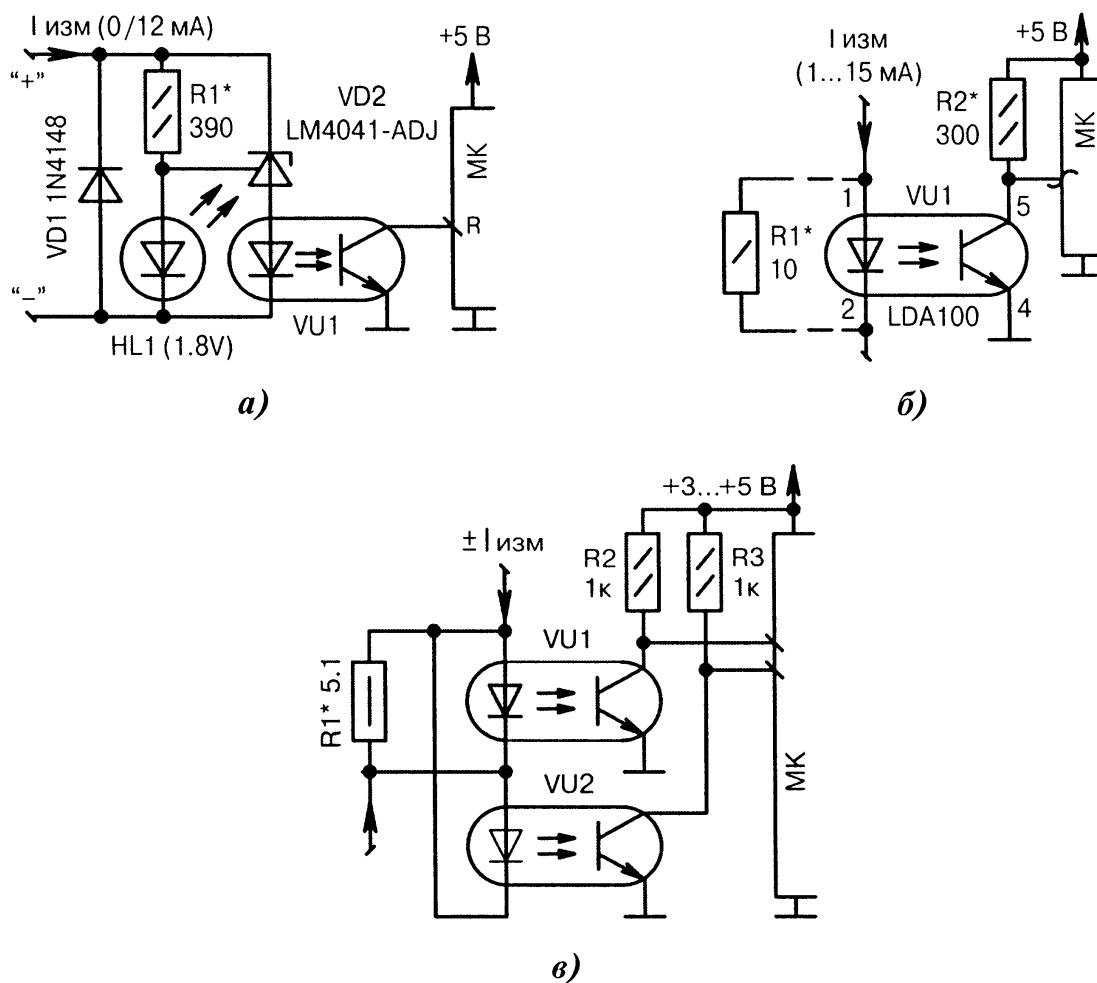 I изм (0/12 мА)
“+”
R1*
390
VD1 1N4148
VD2
LM4041-ADJ
+5 В
МК
R
“–”
VU1
HL1 (1.8V)
а)
I изм
(1...15 мА)
+5 В
R2*
300
МК
1
VU1
5
R1*
10
2
LDA100
4
б)
+3...+5 В
± I изм
R2
1к
R3
1к
VU1
R1* 5.1
VU2
МК
в)